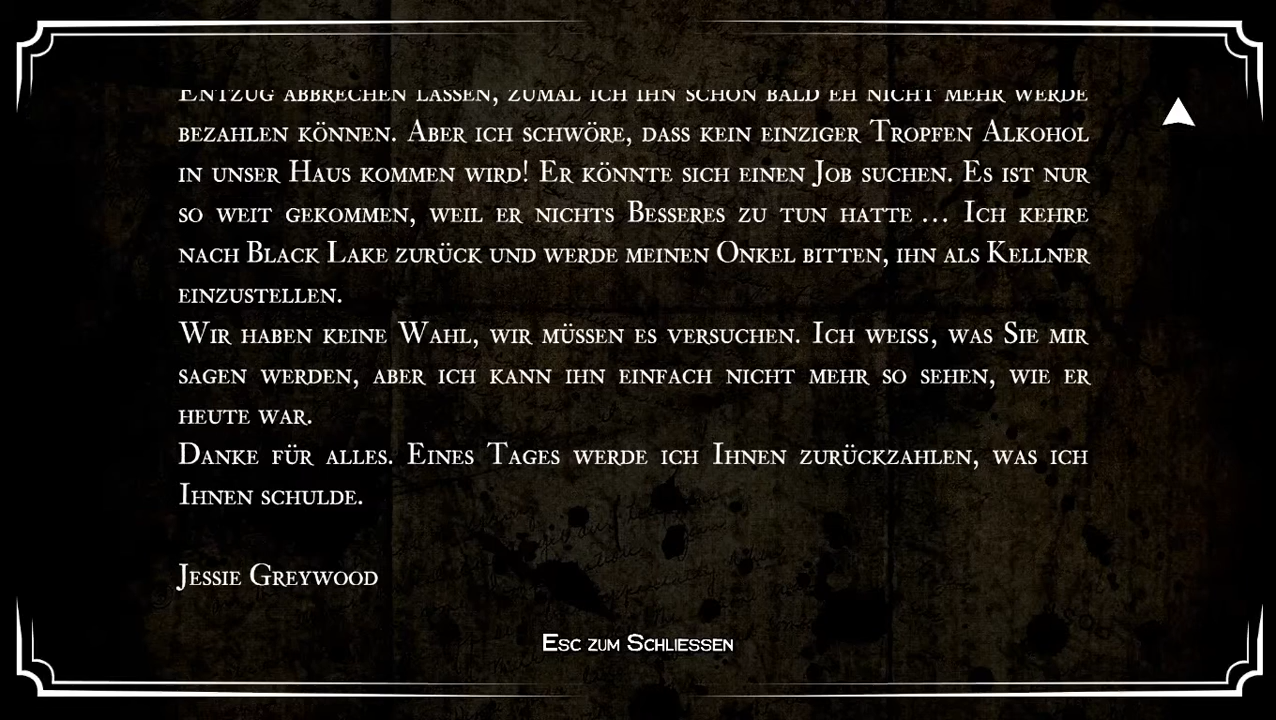 Entzug abbrechen lassen, zumal ich ihn schon bald eh nicht mehr werde
bezahlen können. Aber ich schwöre, dass kein einziger Tropfen Alkohol
in unser Haus kommen wird! Er könnte sich einen Job suchen. Es ist nur
so weit gekommen, weil er nichts Besseres zu tun hatte … Ich kehre
nach Black Lake zurück und werde meinen Onkel bitten, ihn als Kellner
einzustellen.
Wir haben keine Wahl, wir müssen es versuchen. Ich weiss, was Sie mir
sagen werden, aber ich kann ihn einfach nicht mehr so sehen, wie er
heute war.
Danke für alles. Eines Tages werde ich Ihnen zurückzahlen, was ich
Ihnen schulde.
Jessie Greywood
Esc zum Schliessen